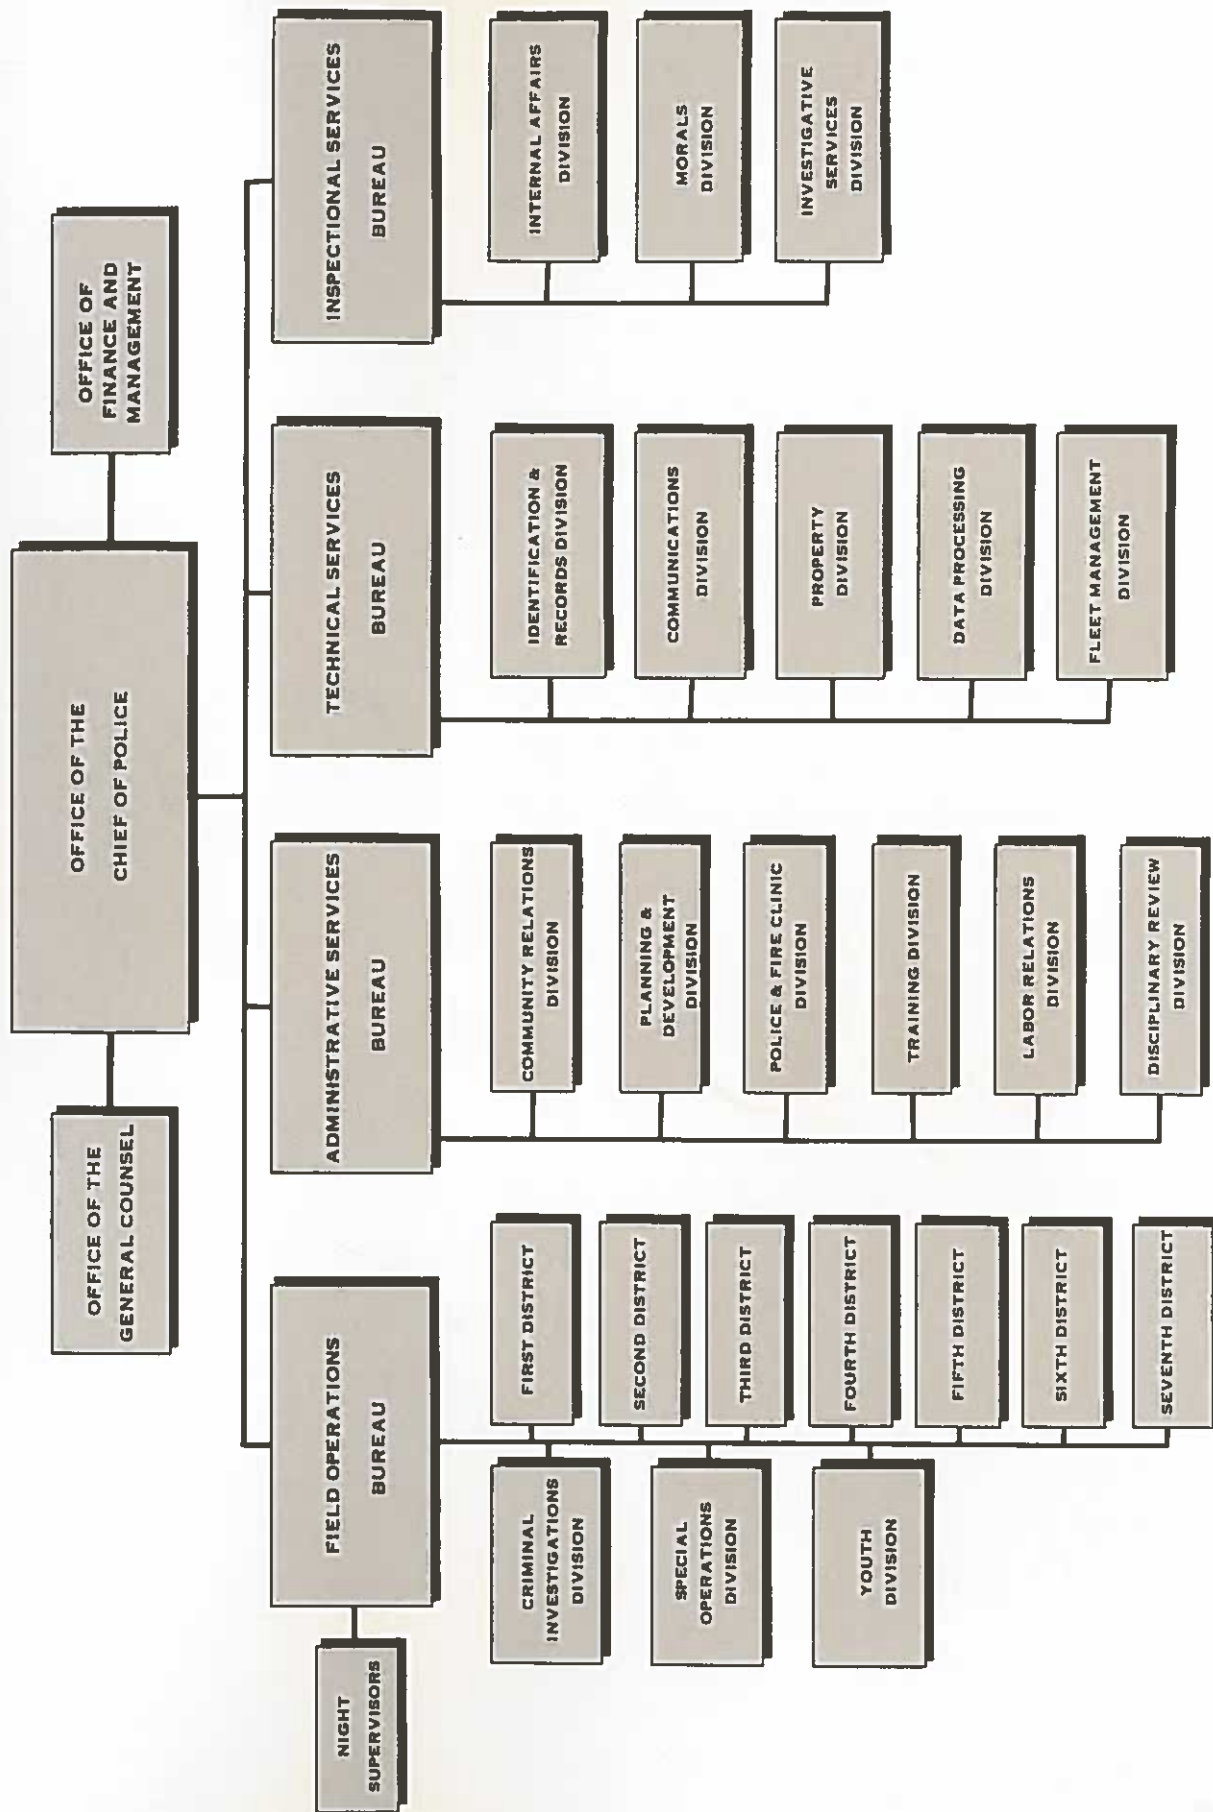 OFFICE OF THE
CHIEF OF POLICE
OFFICE OF THE
GENERAL COUNSEL
OFFICE OF
FINANCE AND
MANAGEMENT
NIGHT
SUPERVISORS
FIELD OPERATIONS
BUREAU
CRIMINAL
INVESTIGATIONS
DIVISION
SPECIAL
OPERATIONS
DIVISION
YOUTH
DIVISION
FIRST DISTRICT
SECOND DISTRICT
THIRD DISTRICT
FOURTH DISTRICT
FIFTH DISTRICT
SIXTH DISTRICT
SEVENTH DISTRICT
ADMINISTRATIVE SERVICES
BUREAU
COMMUNITY RELATIONS
DIVISION
PLANNING &
DEVELOPMENT
DIVISION
POLICE & FIRE CLINIC
DIVISION
TRAINING DIVISION
LABOR RELATIONS
DIVISION
DISCIPLINARY REVIEW
DIVISION
TECHNICAL SERVICES
BUREAU
IDENTIFICATION &
RECORDS DIVISION
COMMUNICATIONS
DIVISION
PROPERTY
DIVISION
DATA PROCESSING
DIVISION
FLEET MANAGEMENT
DIVISION
INSPECTIONAL SERVICES
BUREAU
INTERNAL AFFAIRS
DIVISION
MORALS
DIVISION
INVESTIGATIVE
SERVICES
DIVISION